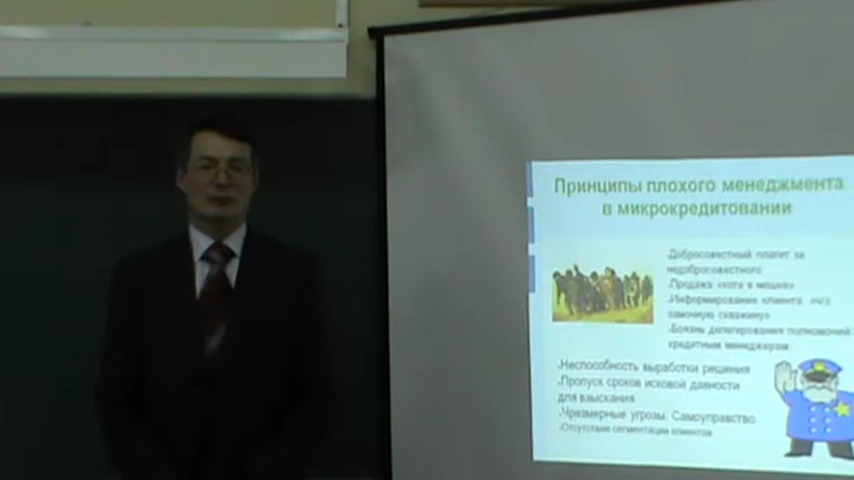 Принципы плохого менеджмента
в микрокредитовании
.Добросовестный платит за
недобросовестного
.Продажа «кота в мешке»
.Информирование клиента «ч/з
замочную скважину»
.Боязнь делегирования полномочий
кредитным менеджерам.
.Неспособность выработки решения
.Пропуск сроков исковой давности
для взыскания
.Чрезмерные угрозы. Самоуправство.
.Отсутствие сегментации клиентов